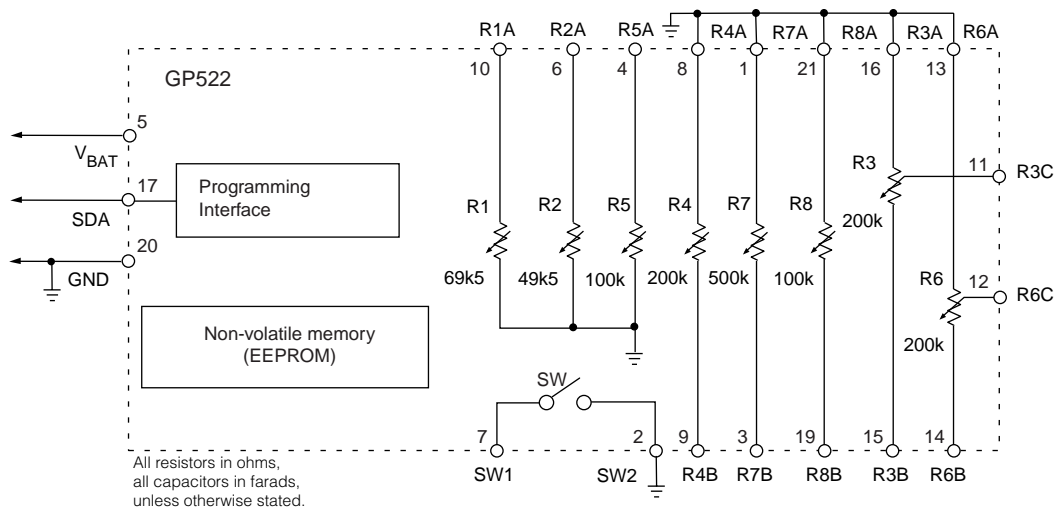 R1A R2A R5A R4A R7A R8A R3A R6A
10 6 4 8 1 21 16 13
GP522
5
VBAT
17
SDA
Programming
Interface
20
GND
R3
11
R3C
200k
R1 R2 R5 R4 R7 R8
69k5 49k5 100k 200k 500k 100k
R6
12
R6C
200k
Non-volatile memory
(EEPROM)
SW
7 2 9 3 19 15 14
SW1 SW2 R4B R7B R8B R3B R6B
All resistors in ohms,
all capacitors in farads,
unless otherwise stated.